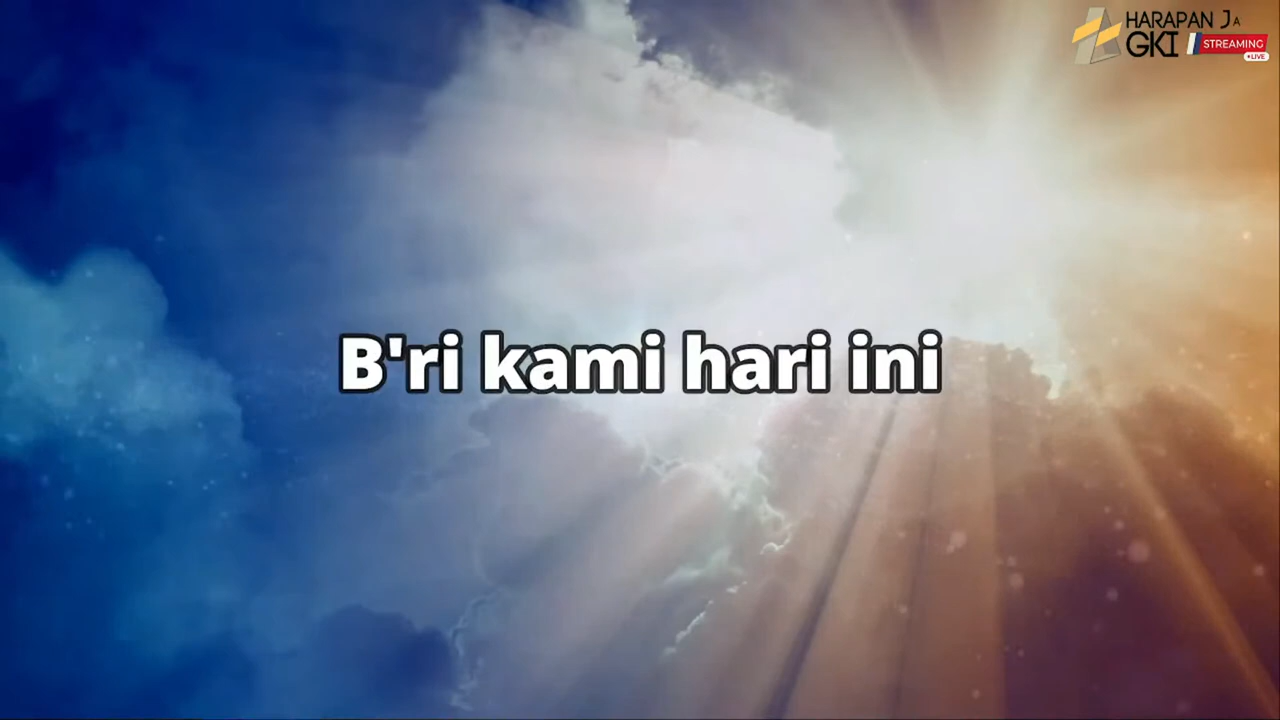 HARAPAN JA
GKI
STREAMING
LIVE
B'ri kami hari ini